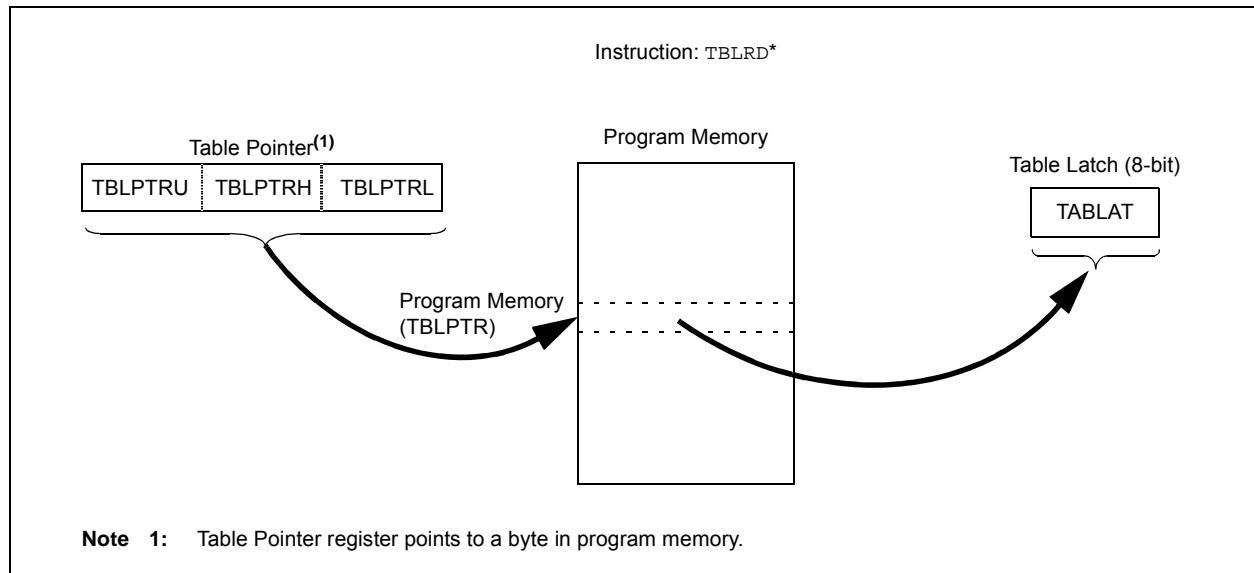 Instruction: TBLRD*
Table Pointer(1)
TBLPTRU TBLPTRH TBLPTRL
Program Memory
Table Latch (8-bit)
TABLAT
Program Memory
(TBLPTR)
Note 1: Table Pointer register points to a byte in program memory.